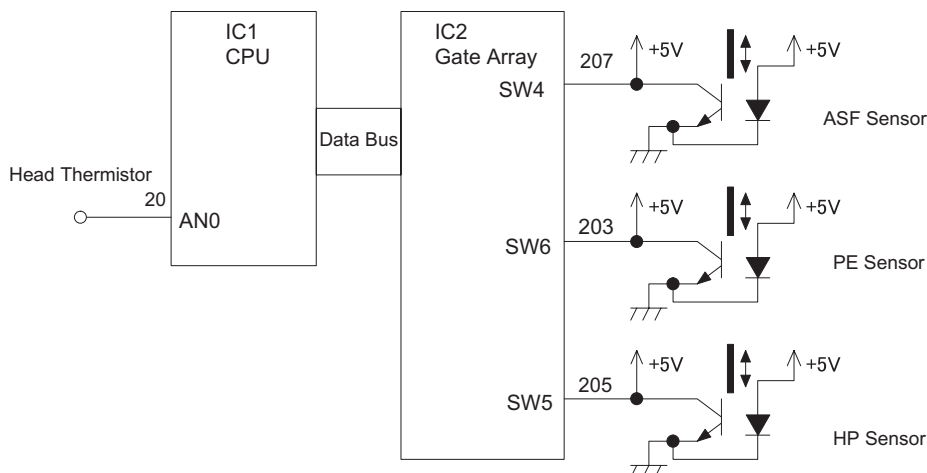 IC1
CPU
IC2
Gate Array
SW4
207
+5V
+5V
ASF Sensor
Data Bus
Head Thermistor
20
AN0
SW6
203
+5V
+5V
PE Sensor
SW5
205
+5V
+5V
HP Sensor